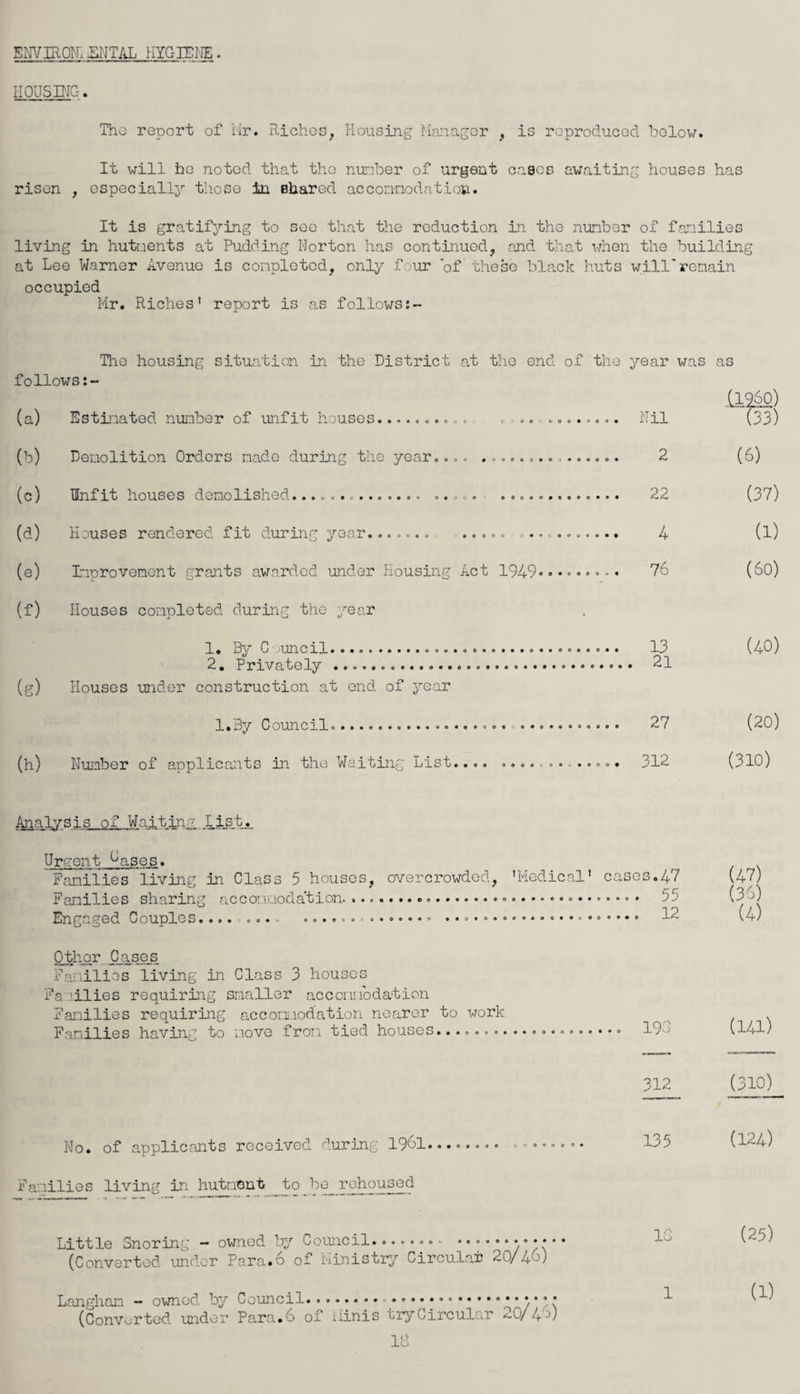 ENVIRONMENTAL HYGIENE.
HOUSING.
The report of Mr. Riches, Housing Manager , is reproduced below.
It will be noted that the number of urgent cases awaiting houses has
risen , especially those in shared accommodation.
It is gratifying to see that the reduction in the number of families
living in hutments at Pudding Norton has continued, and that when the building
at Lee Warner Avenue is completed, only four of these black huts will remain
occupied
Mr. Riches' report is as follows:-
The housing situation in the District at the end of the year was as
follows:-
(1960)
(a) Estimated number of unfit houses.......... ........... Nil (33)
(b) Demolition Orders made during the year.... ............... 2 (6)
(c) Unfit houses demolished............... ..... ............. 22 (37)
(d) Houses rendered fit during year....... ..... ........... 4 (1)
(e) Improvement grants awarded under Housing Act 1949......... 76 (60)
(f) Houses completed during the year
1. By Council.................................. 13 (40)
2. Privately ................................... 21
(g) Houses under construction at end of year
1.By Council..................... ............ 27 (20)
(h) Number of applicants in the Waiting List.... ............. 312 (310)
Analysis of Waiting List.
Urgent Cases.
Families living in Class 5 houses, overcrowded, 'Medical' cases.47 (47)
Families sharing accommodation............................... 55 (36)
Engaged Couples.... .... ............. ...................... 12 (4)
Other Cases
Families living in Class 3 houses
Families requiring smaller accommodation
Families requiring accommodation nearer to work
Families having to move from tied houses...................... 198 (141)
312 (310)
No. of applicants received during 1961......... ........ 135 (124)
Families living in hutment to be rehoused
Little Snoring - owned by Council........ ............. 18 (25)
(Converted under Para.6 of Ministry Circular 20/46)
Langham - owned by Council........ .................... 1 (1)
(Converted under Para.6 of Minis tryCircular 20/46)
18